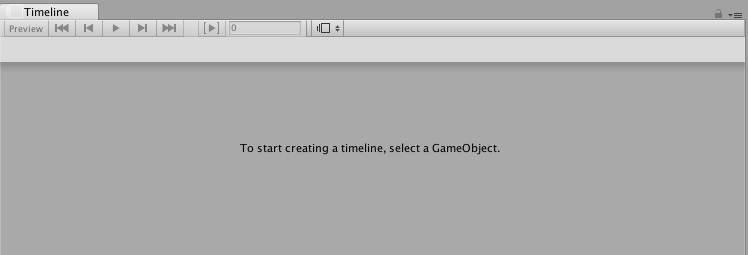 Timeline
Preview 0
To start creating a timeline, select a GameObject.